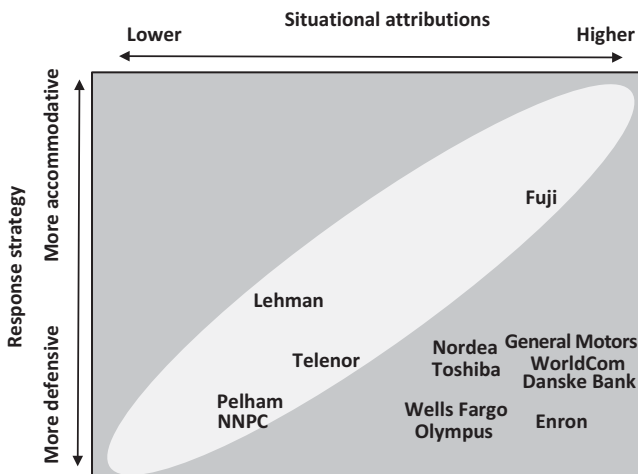 Situational attributions
Lower
Higher
Response strategy
More accommodative
More defensive
Fuji
Lehman
Telenor
Nordea
Toshiba
General Motors
WorldCom
Danske Bank
Pelham
NNPC
Wells Fargo
Olympus
Enron